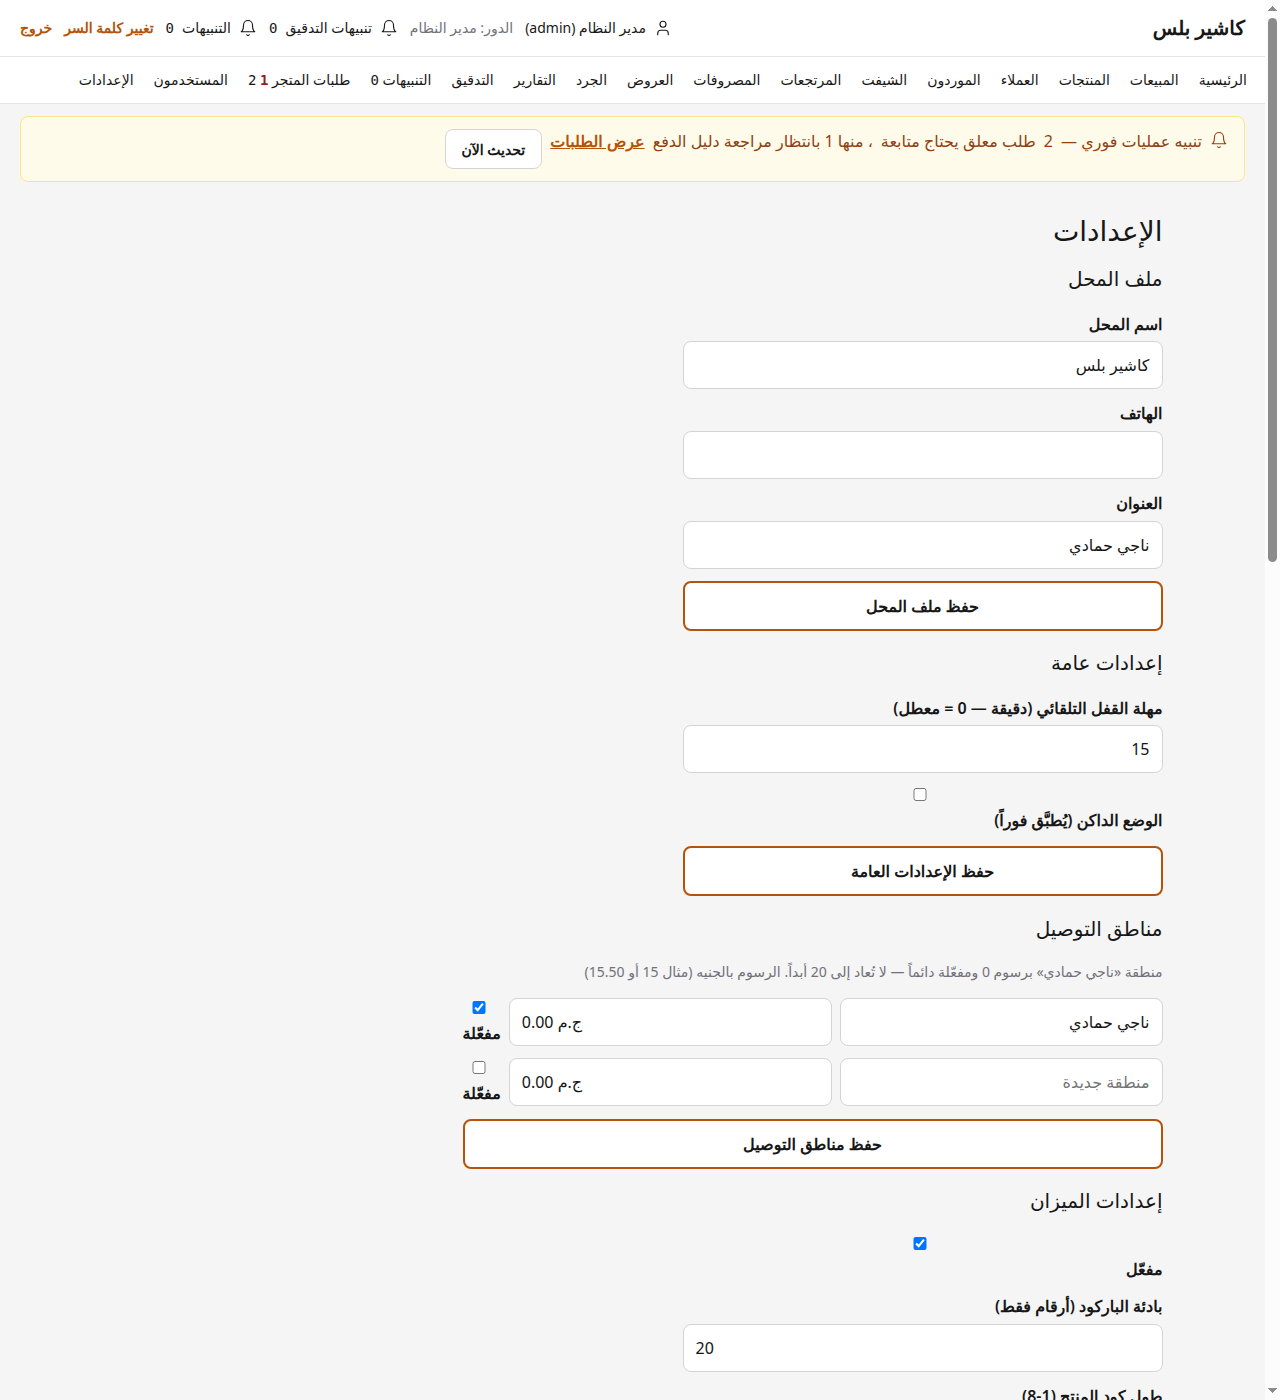 كاشير بلس
مدير النظام (admin) الدور: مدير النظام تنبيهات التدقيق 0 التنبيهات 0 تغيير كلمة السر خروج
الرئيسية المبيعات المنتجات العملاء الموردون الشيفت المرتجعات المصروفات العروض الجرد التقارير التدقيق التنبيهات 0 طلبات المتجر 1 2 المستخدمون الإعدادات
تنبيه عمليات فوري — 2 طلب معلق يحتاج متابعة ، منها 1 بانتظار مراجعة دليل الدفع عرض الطلبات تحديث الآن
الإعدادات
ملف المحل
اسم المحل
كاشير بلس
الهاتف
العنوان
ناجي حمادي
حفظ ملف المحل
إعدادات عامة
مهلة القفل التلقائي (دقيقة — 0 = معطل)
15
الوضع الداكن (يُطبَّق فوراً)
حفظ الإعدادات العامة
مناطق التوصيل
منطقة «ناجي حمادي» برسوم 0 ومفعّلة دائماً — لا تُعاد إلى 20 أبداً. الرسوم بالجنيه (مثال 15 أو 15.50)
ناجي حمادي 0.00 ج.م مفعّلة
منطقة جديدة 0.00 ج.م مفعّلة
حفظ مناطق التوصيل
إعدادات الميزان
مفعّل
بادئة الباركود (أرقام فقط)
20
طول كود المنتج (1-8)